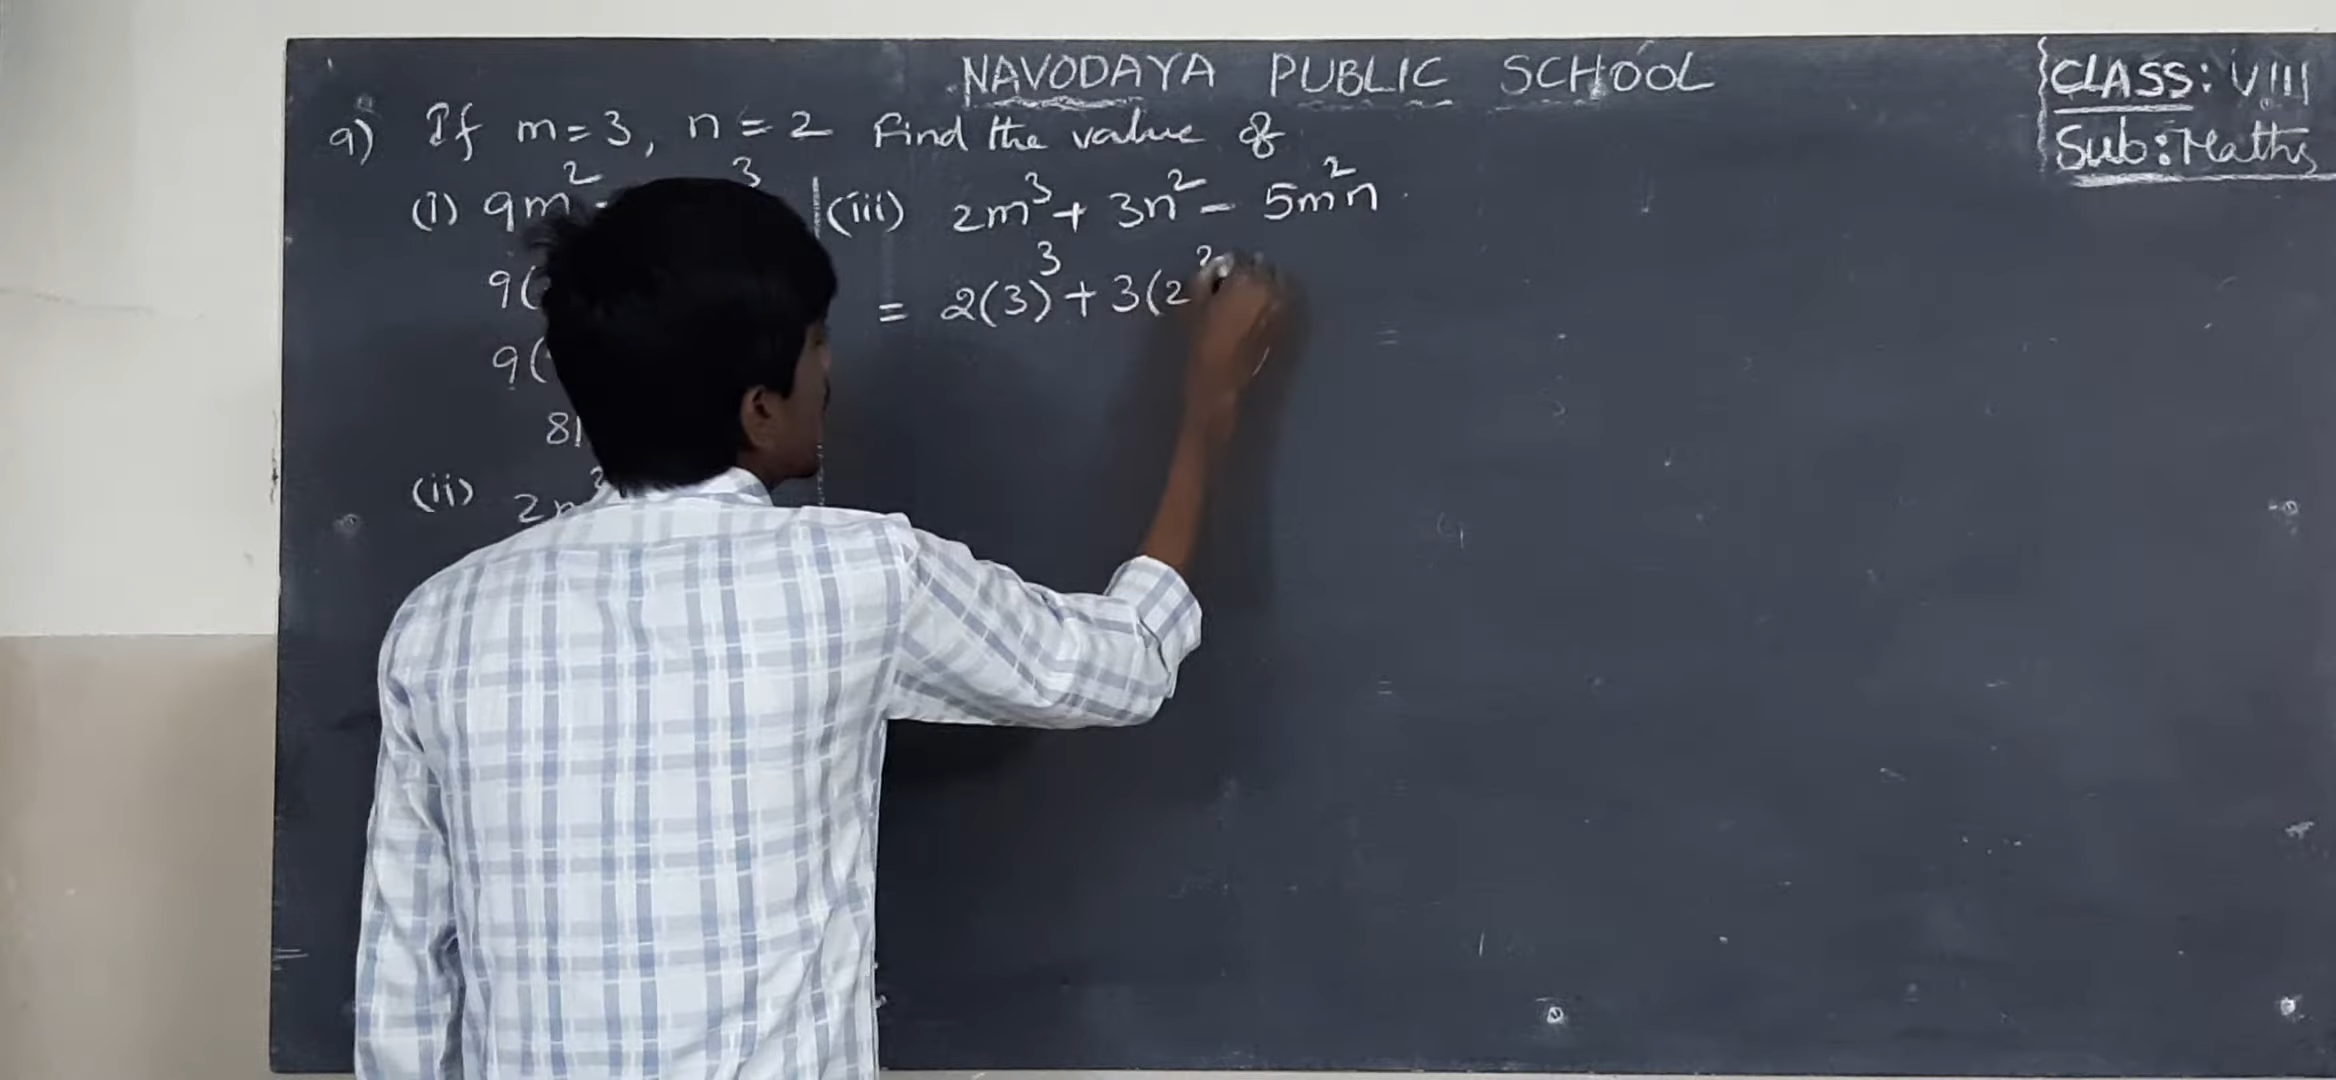 NAVODAYA PUBLIC SCHOOL
CLASS: VIII
Sub: Maths
9) If m=3, n=2 Find the value of
(i) 9m²
9(
9(
81
(ii) 2
(iii) 2m³+ 3n² - 5m²n
= 2(3)³+ 3(2